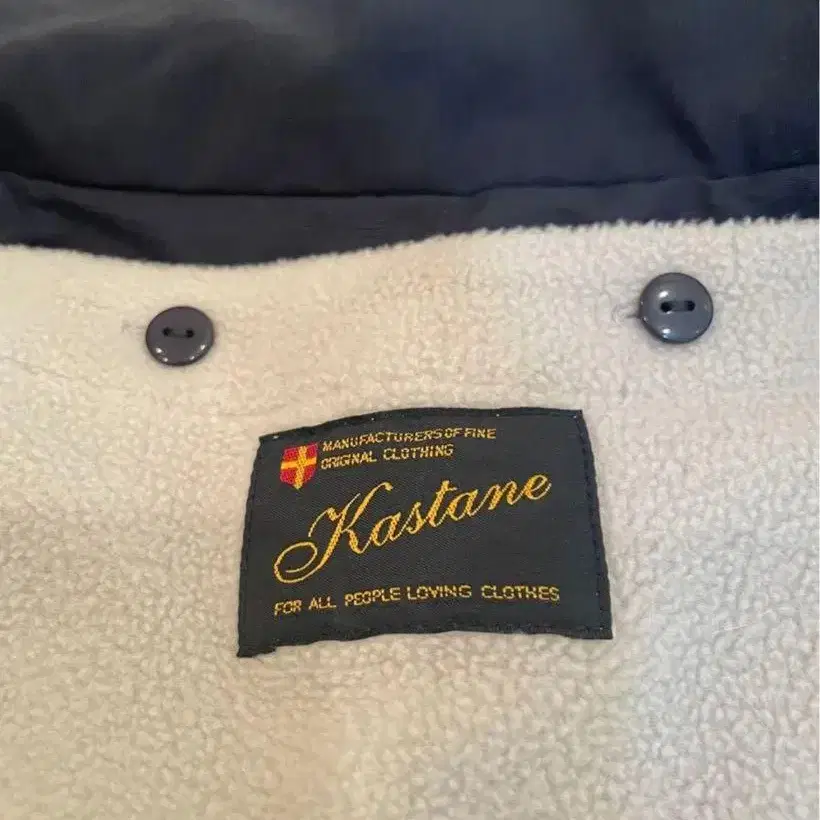 MANUFACTURERS OF FINE
ORIGINAL CLOTHING
Kastane
FOR ALL PEOPLE LOVING CLOTHES